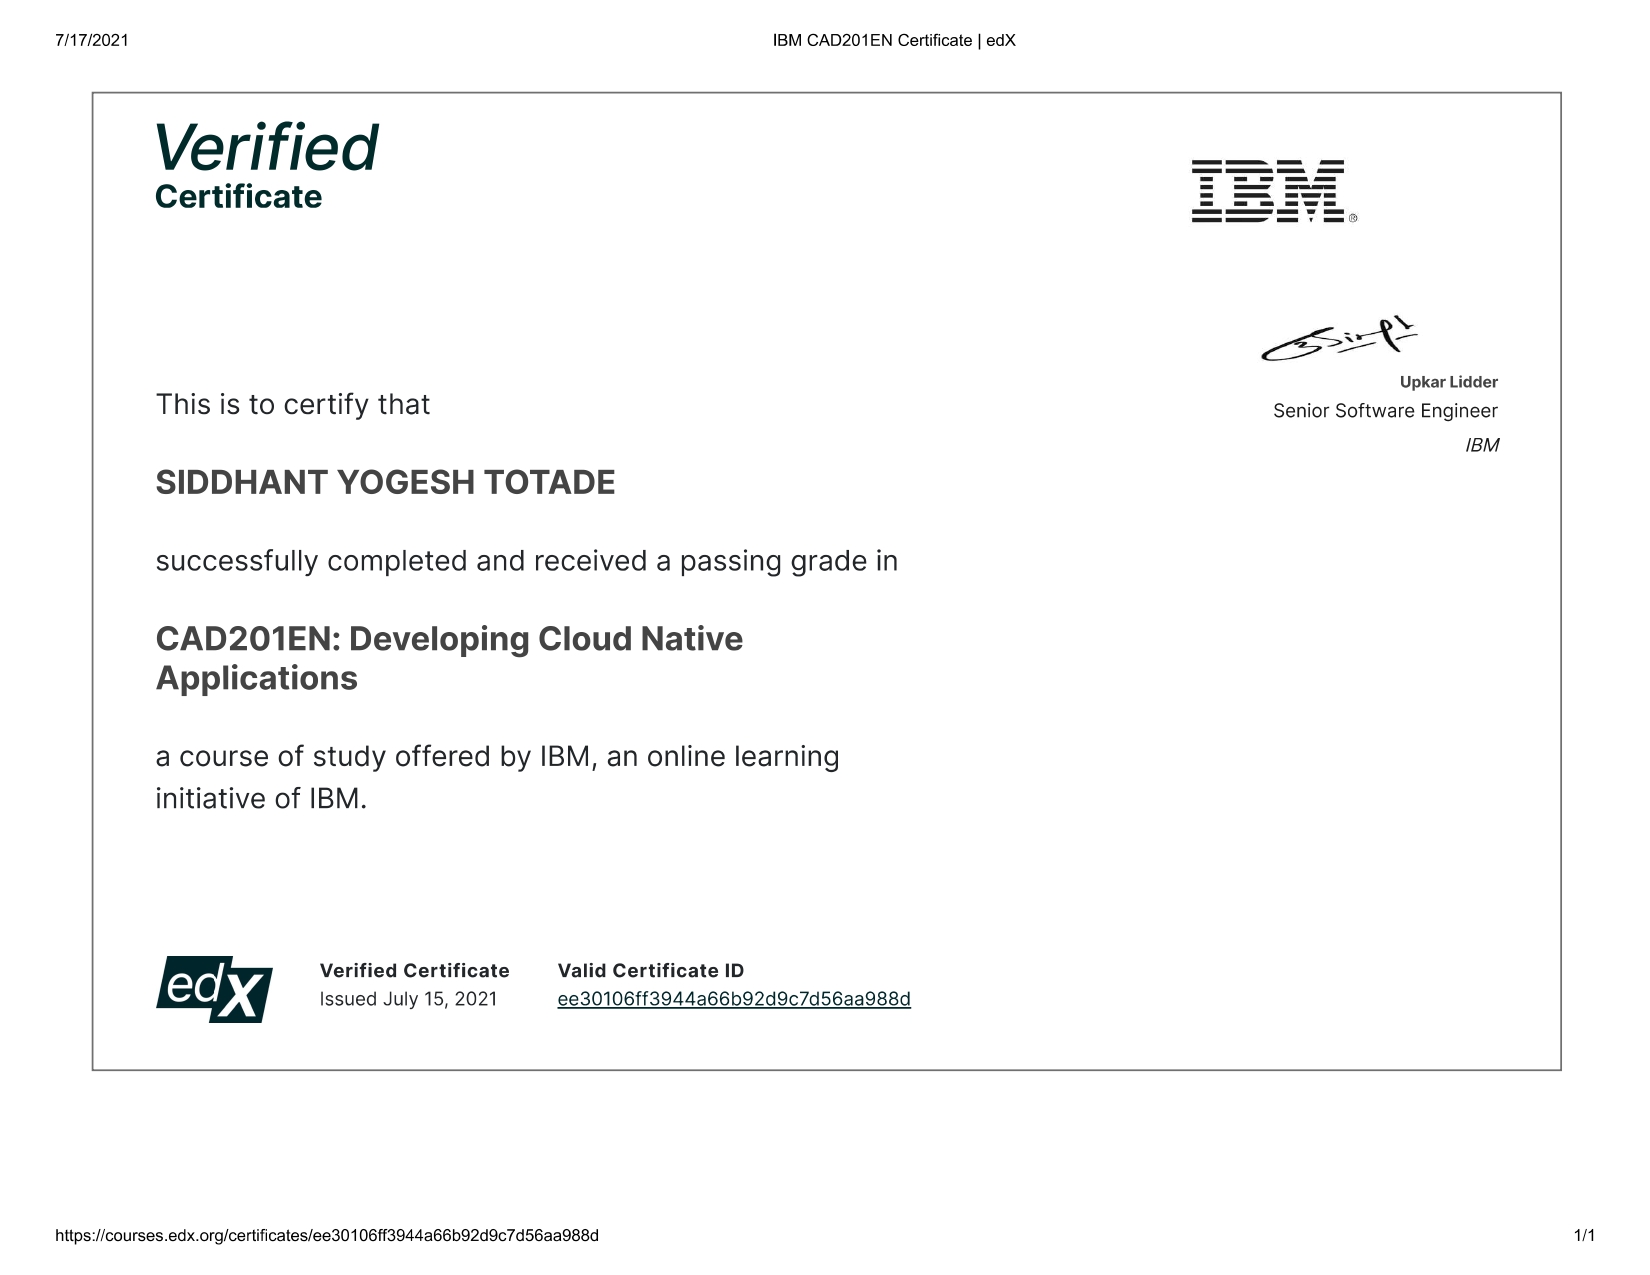 7/17/2021
IBM CAD201EN Certificate | edX
Verified
Certificate
IBM®
Upkar Lidder
Senior Software Engineer
IBM
This is to certify that
SIDDHANT YOGESH TOTADE
successfully completed and received a passing grade in
CAD201EN: Developing Cloud Native
Applications
a course of study offered by IBM, an online learning
initiative of IBM.
edX
Verified Certificate
Issued July 15, 2021
Valid Certificate ID
ee30106ff3944a66b92d9c7d56aa988d
https://courses.edx.org/certificates/ee30106ff3944a66b92d9c7d56aa988d
1/1